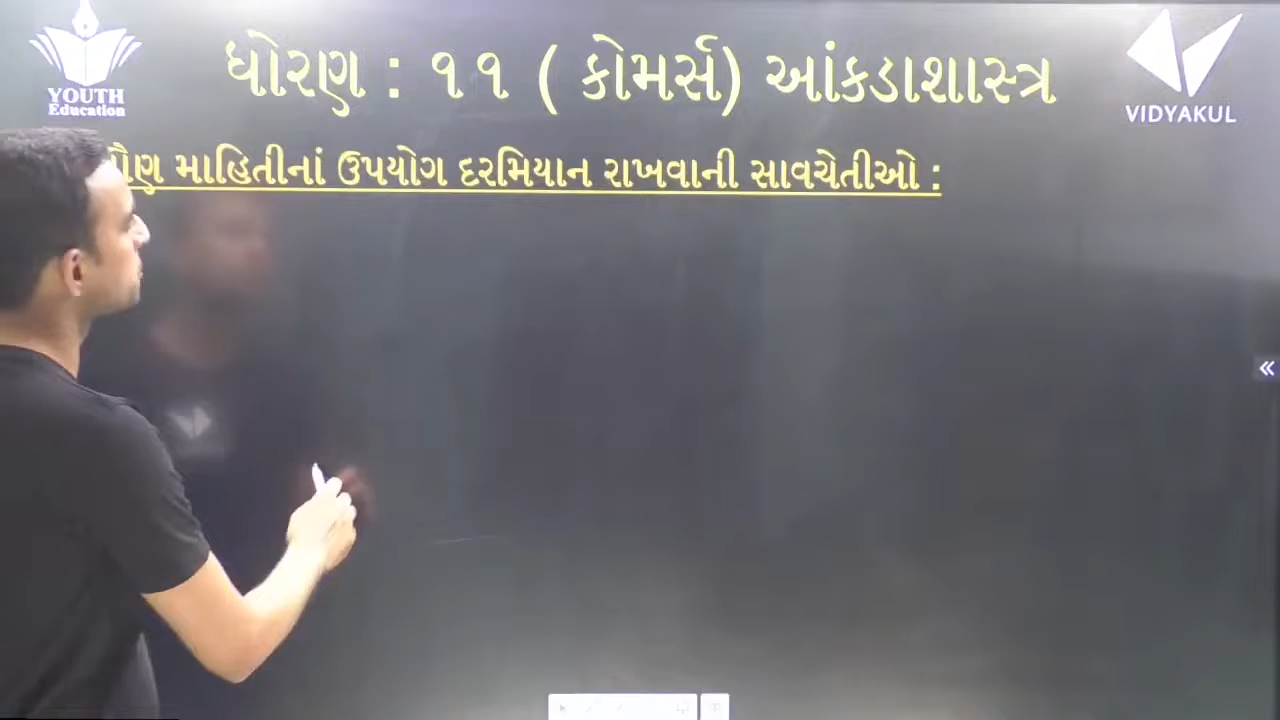 YOUTH
Education
ધોરણ : ૧૧ ( કોમર્સ) આંકડાશાસ્ત્ર
VIDYAKUL
માહિતીનાં ઉપયોગ દરમિયાન રાખવાની સાવચેતીઓ :